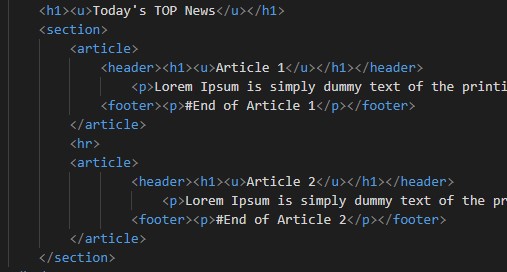 <h1><u>Today's TOP News</u></h1>
<section>
<article>
<header><h1><u>Article 1</u></h1></header>
<p>Lorem Ipsum is simply dummy text of the printi
<footer><p>#End of Article 1</p></footer>
</article>
<hr>
<article>
<header><h1><u>Article 2</u></h1></header>
<p>Lorem Ipsum is simply dummy text of the pr
<footer><p>#End of Article 2</p></footer>
</article>
</section>